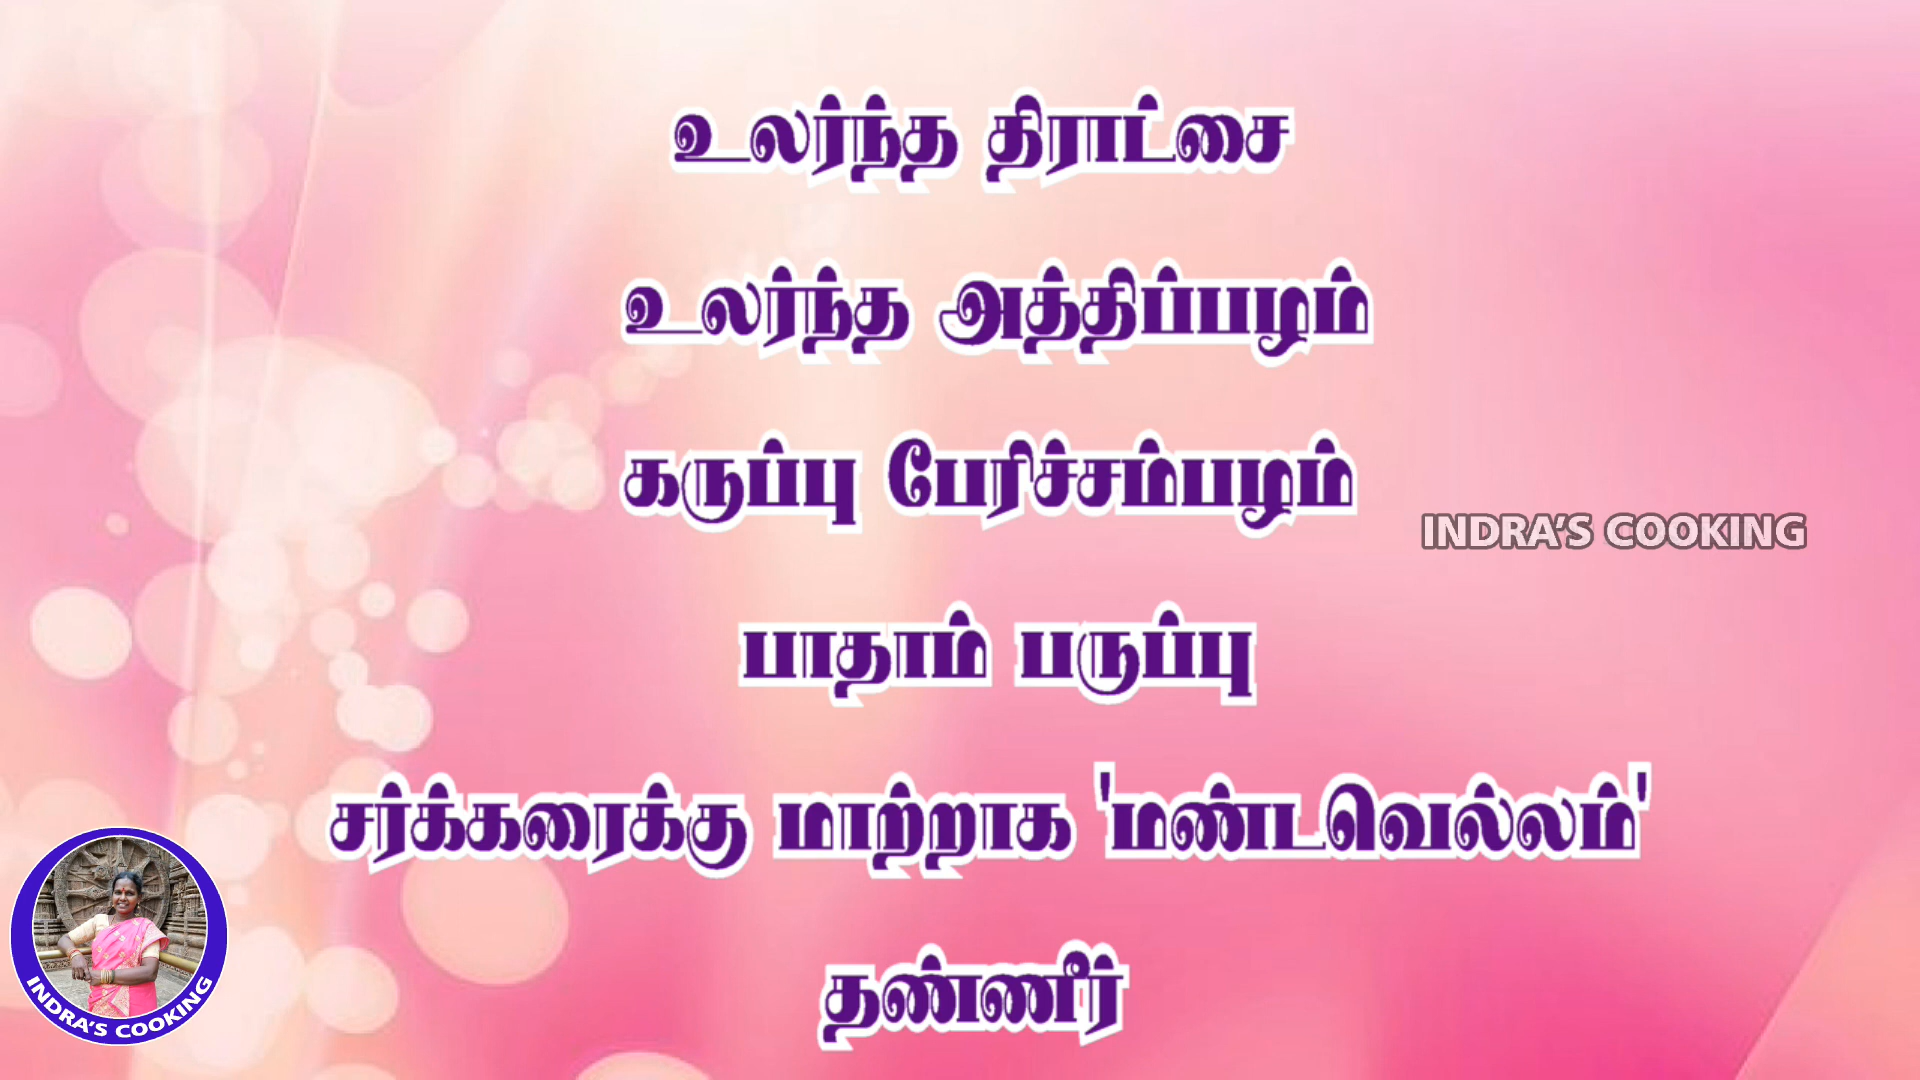 உலர்ந்த திராட்சை
உலர்ந்த அத்திப்பழம்
கருப்பு பேரிச்சம்பழம்
INDRA'S COOKING
பாதாம் பருப்பு
சர்க்கரைக்கு மாற்றாக 'மண்டவெல்லம்'
தண்ணீர்
INDRA'S COOKING